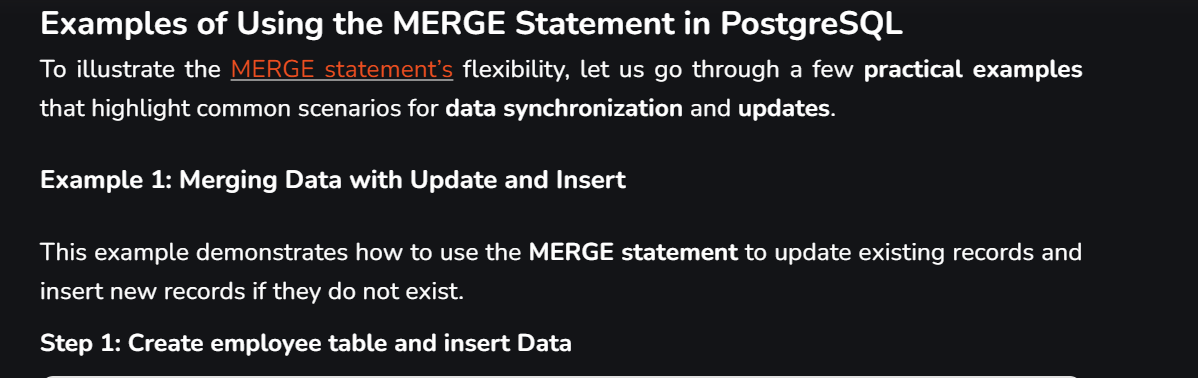 Examples of Using the MERGE Statement in PostgreSQL
To illustrate the MERGE statement's flexibility, let us go through a few practical examples
that highlight common scenarios for data synchronization and updates.
Example 1: Merging Data with Update and Insert
This example demonstrates how to use the MERGE statement to update existing records and
insert new records if they do not exist.
Step 1: Create employee table and insert Data